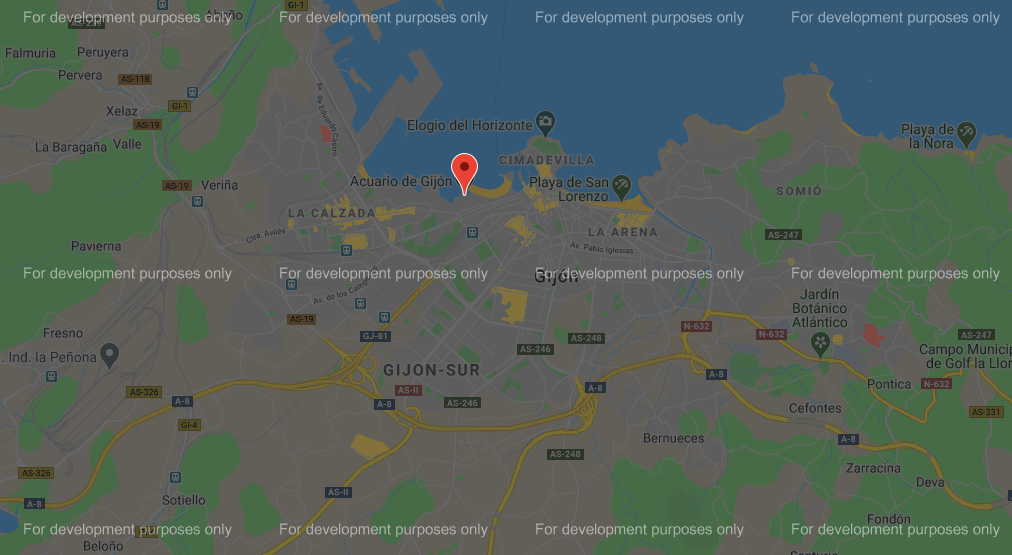 For development purposes only
For development purposes only
For development purposes only
For development purposes only
GI-1
Falmuria
Peruyera
Pervera
AS-118
GI-1
Xelaz
AS-19
La Baragaña
Valle
Av. de Eduardo Castro
Elogio del Horizonte
Playa de
la Ñora
CIMADEVILLA
Acuario de Gijón
Playa de San
Lorenzo
AS-19
Veriña
SOMIÓ
LA CALZADA
LA ARENA
Ctra. Avilés
Av. Pablo Iglesias
AS-247
Pavierna
For development purposes only
For development purposes only
For development purposes only
For development purposes only
Gijón
Jardín
Botánico
Atlántico
AS-19
Fresno
GJ-81
N-632
N-632
AS-247
AS-248
AS-246
. Ind. la Peñona
Campo Municip
de Golf la Llor
GIJON-SUR
A-8
AS-326
AS-II
A-8
A-8
A-8
AS-246
Pontica
N-632
Cefontes
AS-331
GI-4
Bernueces
A-8
AS-248
Zarracina
AS-326
Deva
AS-II
Sotiello
A-8
Fondón
For development purposes only
For development purposes only
For development purposes only
For development purposes only
Beloño